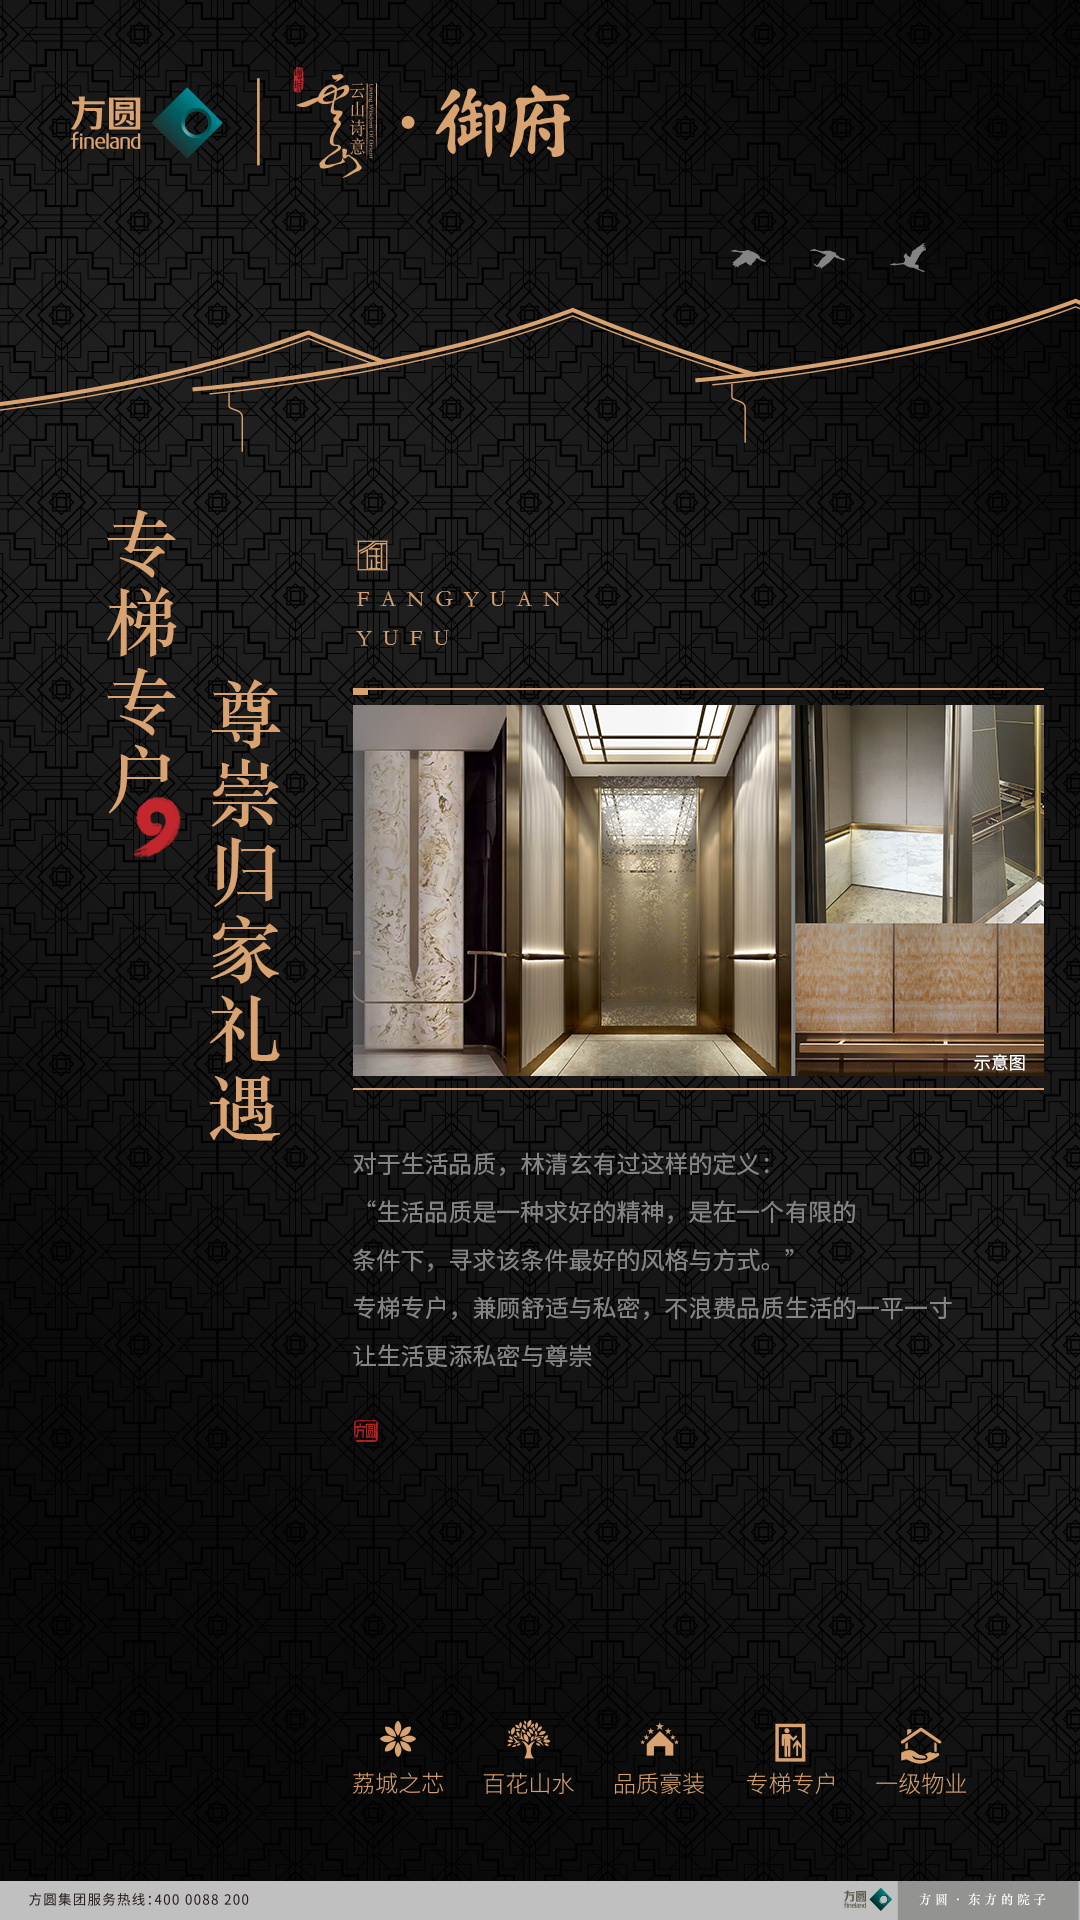 方圆
fineland
云山
云山诗意
Living Wisdom Of Orient
·御府
专梯专户
尊崇归家礼遇
FANGYUAN
YUFU
示意图
对于生活品质，林清玄有过这样的定义：
“生活品质是一种求好的精神，是在一个有限的
条件下，寻求该条件最好的风格与方式。”
专梯专户，兼顾舒适与私密，不浪费品质生活的一平一寸
让生活更添私密与尊崇
方圆
荔城之芯
百花山水
品质豪装
专梯专户
一级物业
方圆集团服务热线：400 0088 200
方圆
fineland
方圆·东方的院子